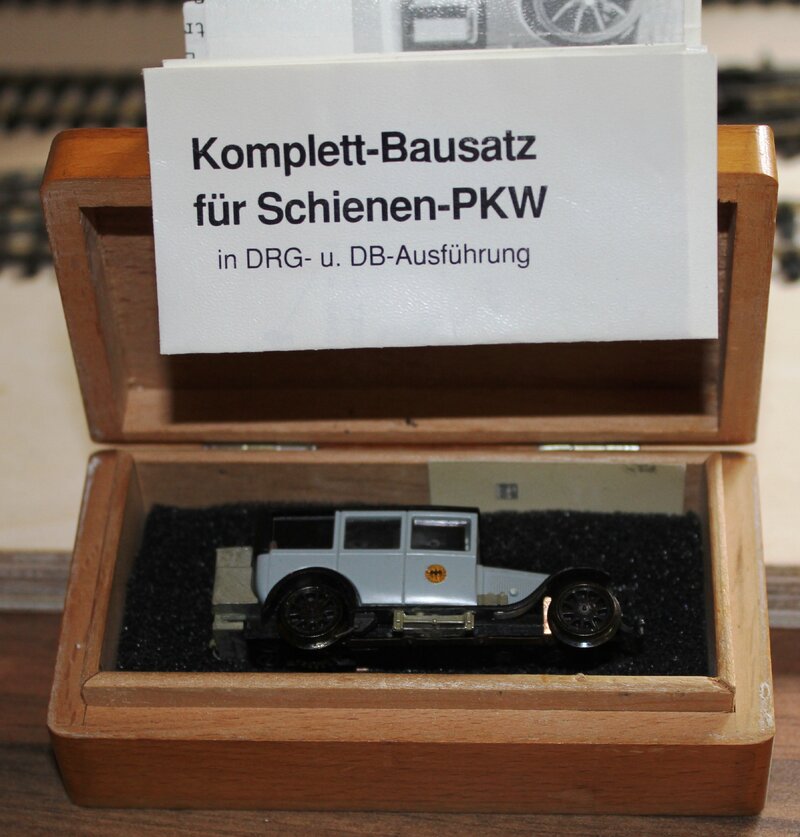 Komplett-Bausatz
für Schienen-PKW
in DRG- u. DB-Ausführung